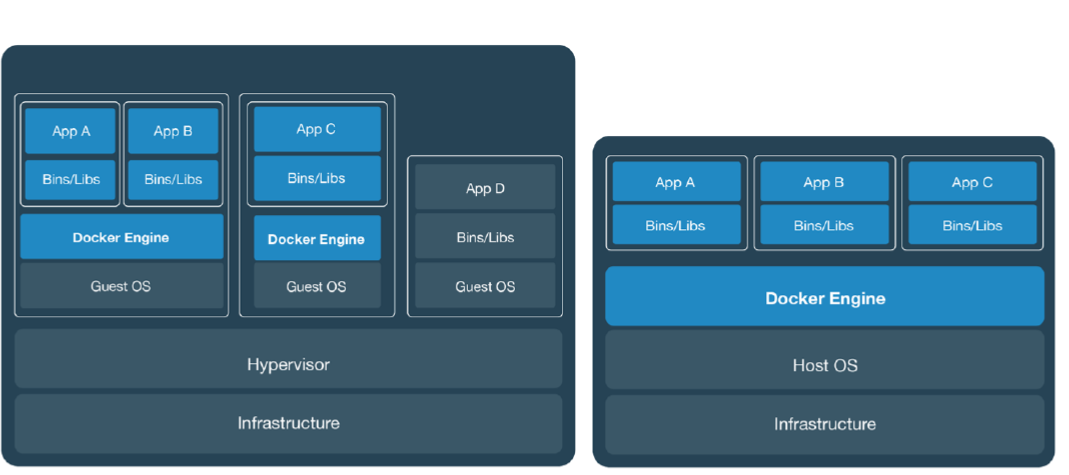 App A
App B
Bins/Libs
Bins/Libs
Docker Engine
Guest OS
App C
Bins/Libs
Docker Engine
Guest OS
App D
Bins/Libs
Guest OS
Hypervisor
Infrastructure
App A
App B
App C
Bins/Libs
Bins/Libs
Bins/Libs
Docker Engine
Host OS
Infrastructure